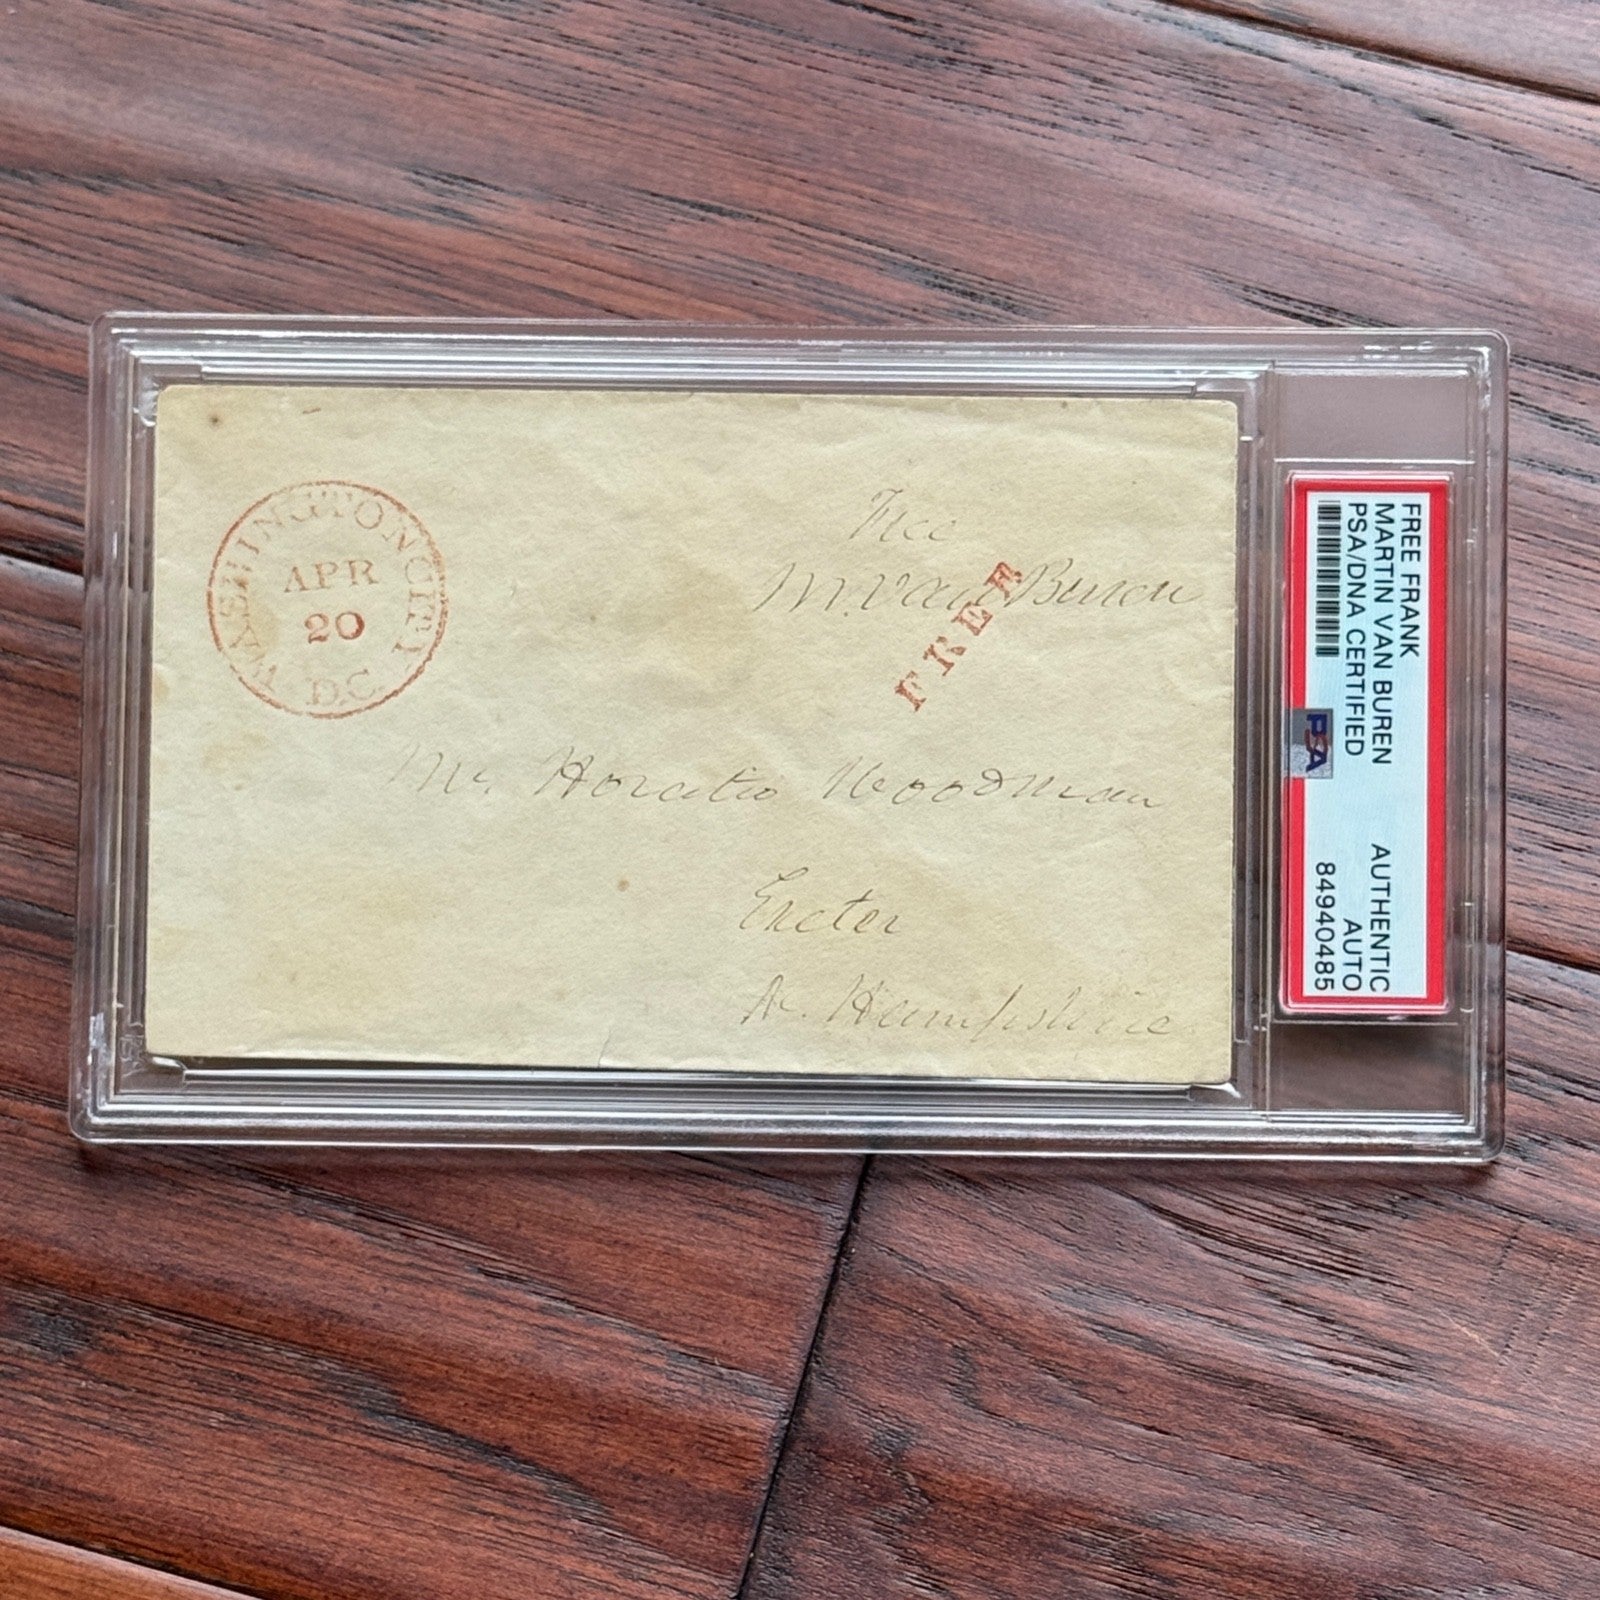 WASHINGTON CITY
APR
20
D.C.
Free
M. Van Buren
FREE
Mr. Horatio Woodman
Exeter
N. Hampshire
FREE FRANK
MARTIN VAN BUREN
PSA/DNA CERTIFIED
AUTHENTIC
AUTO
84940485
PSA